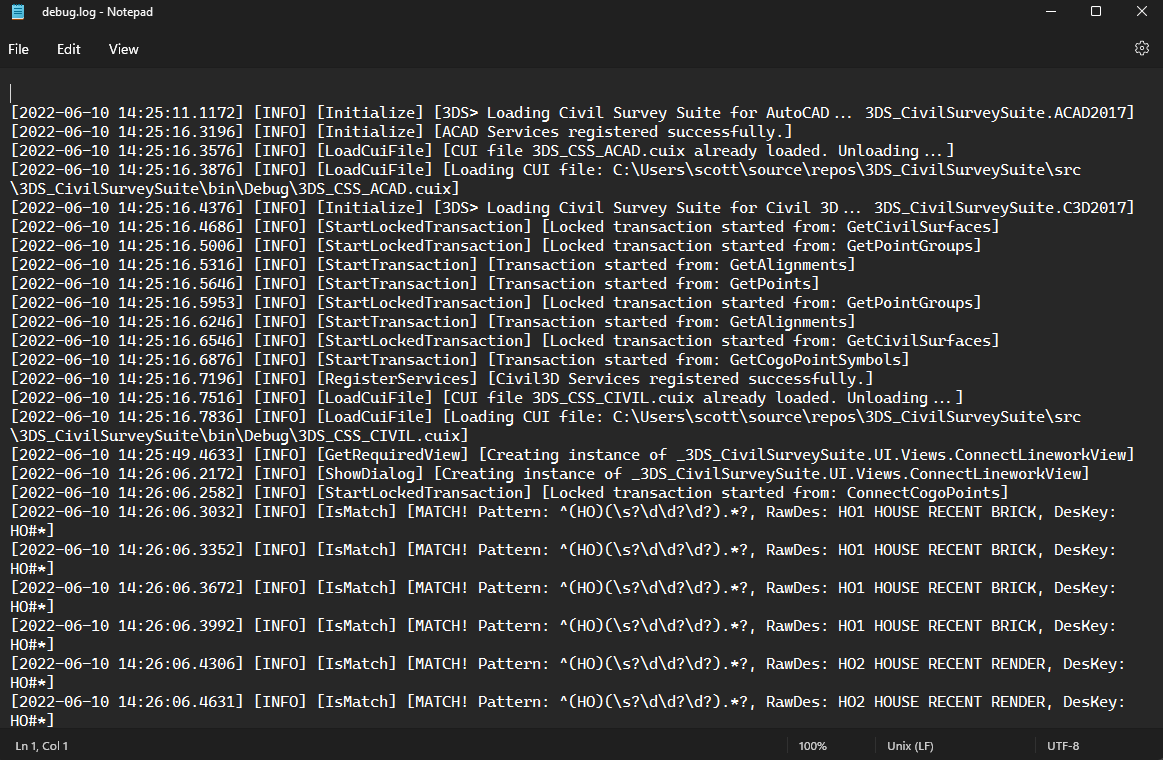 debug.log - Notepad
File Edit View
[2022-06-10 14:25:11.1172] [INFO] [Initialize] [3DS> Loading Civil Survey Suite for AutoCAD... 3DS_CivilSurveySuite.ACAD2017]
[2022-06-10 14:25:16.3196] [INFO] [Initialize] [ACAD Services registered successfully.]
[2022-06-10 14:25:16.3576] [INFO] [LoadCuiFile] [CUI file 3DS_CSS_ACAD.cuix already loaded. Unloading...]
[2022-06-10 14:25:16.3876] [INFO] [LoadCuiFile] [Loading CUI file: C:\Users\scott\source\repos\3DS_CivilSurveySuite\src
\3DS_CivilSurveySuite\bin\Debug\3DS_CSS_ACAD.cuix]
[2022-06-10 14:25:16.4376] [INFO] [Initialize] [3DS> Loading Civil Survey Suite for Civil 3D... 3DS_CivilSurveySuite.C3D2017]
[2022-06-10 14:25:16.4686] [INFO] [StartLockedTransaction] [Locked transaction started from: GetCivilSurfaces]
[2022-06-10 14:25:16.5006] [INFO] [StartLockedTransaction] [Locked transaction started from: GetPointGroups]
[2022-06-10 14:25:16.5316] [INFO] [StartTransaction] [Transaction started from: GetAlignments]
[2022-06-10 14:25:16.5646] [INFO] [StartTransaction] [Transaction started from: GetPoints]
[2022-06-10 14:25:16.5953] [INFO] [StartLockedTransaction] [Locked transaction started from: GetPointGroups]
[2022-06-10 14:25:16.6246] [INFO] [StartTransaction] [Transaction started from: GetAlignments]
[2022-06-10 14:25:16.6546] [INFO] [StartLockedTransaction] [Locked transaction started from: GetCivilSurfaces]
[2022-06-10 14:25:16.6876] [INFO] [StartTransaction] [Transaction started from: GetCogoPointSymbols]
[2022-06-10 14:25:16.7196] [INFO] [RegisterServices] [Civil3D Services registered successfully.]
[2022-06-10 14:25:16.7516] [INFO] [LoadCuiFile] [CUI file 3DS_CSS_CIVIL.cuix already loaded. Unloading...]
[2022-06-10 14:25:16.7836] [INFO] [LoadCuiFile] [Loading CUI file: C:\Users\scott\source\repos\3DS_CivilSurveySuite\src
\3DS_CivilSurveySuite\bin\Debug\3DS_CSS_CIVIL.cuix]
[2022-06-10 14:25:49.4633] [INFO] [GetRequiredView] [Creating instance of _3DS_CivilSurveySuite.UI.Views.ConnectLineworkView]
[2022-06-10 14:26:06.2172] [INFO] [ShowDialog] [Creating instance of _3DS_CivilSurveySuite.UI.Views.ConnectLineworkView]
[2022-06-10 14:26:06.2582] [INFO] [StartLockedTransaction] [Locked transaction started from: ConnectCogoPoints]
[2022-06-10 14:26:06.3032] [INFO] [IsMatch] [MATCH! Pattern: ^(HO)(\s?\d\d?\d?).*?, RawDes: HO1 HOUSE RECENT BRICK, DesKey:
HO#*]
[2022-06-10 14:26:06.3352] [INFO] [IsMatch] [MATCH! Pattern: ^(HO)(\s?\d\d?\d?).*?, RawDes: HO1 HOUSE RECENT BRICK, DesKey:
HO#*]
[2022-06-10 14:26:06.3672] [INFO] [IsMatch] [MATCH! Pattern: ^(HO)(\s?\d\d?\d?).*?, RawDes: HO1 HOUSE RECENT BRICK, DesKey:
HO#*]
[2022-06-10 14:26:06.3992] [INFO] [IsMatch] [MATCH! Pattern: ^(HO)(\s?\d\d?\d?).*?, RawDes: HO1 HOUSE RECENT BRICK, DesKey:
HO#*]
[2022-06-10 14:26:06.4306] [INFO] [IsMatch] [MATCH! Pattern: ^(HO)(\s?\d\d?\d?).*?, RawDes: HO2 HOUSE RECENT RENDER, DesKey:
HO#*]
[2022-06-10 14:26:06.4631] [INFO] [IsMatch] [MATCH! Pattern: ^(HO)(\s?\d\d?\d?).*?, RawDes: HO2 HOUSE RECENT RENDER, DesKey:
HO#*]
Ln 1, Col 1 100% Unix (LF) UTF-8